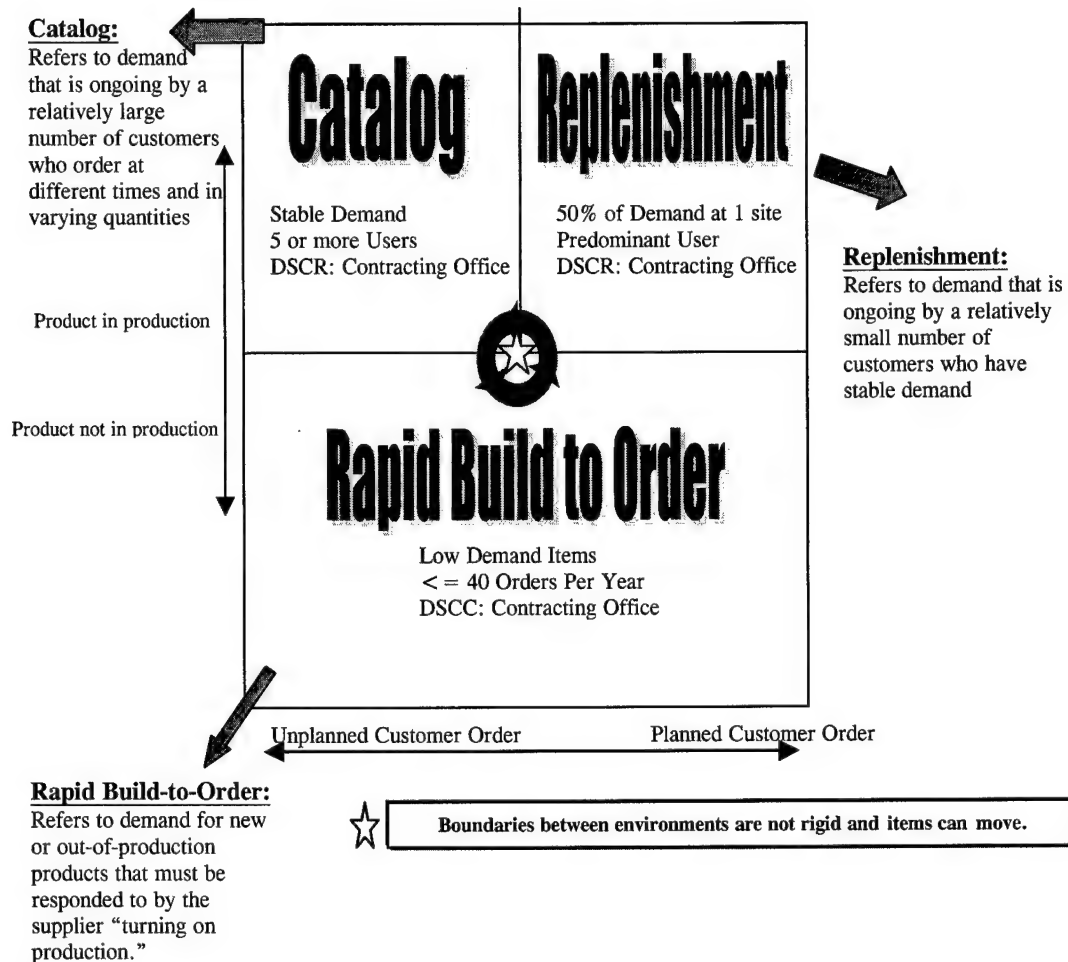 Catalog:
Refers to demand
that is ongoing by a
relatively large
number of customers
who order at
different times and in
varying quantities
Catalog
Stable Demand
5 or more Users
DSCR: Contracting Office
Replenishment
50% of Demand at 1 site
Predominant User
DSCR: Contracting Office
Replenishment:
Refers to demand that is
ongoing by a relatively
small number of
customers who have
stable demand
Product in production
Product not in production
Rapid Build to Order
Low Demand Items
< = 40 Orders Per Year
DSCC: Contracting Office
Unplanned Customer Order
Planned Customer Order
Rapid Build-to-Order:
Refers to demand for new
or out-of-production
products that must be
responded to by the
supplier “turning on
production.”
Boundaries between environments are not rigid and items can move.